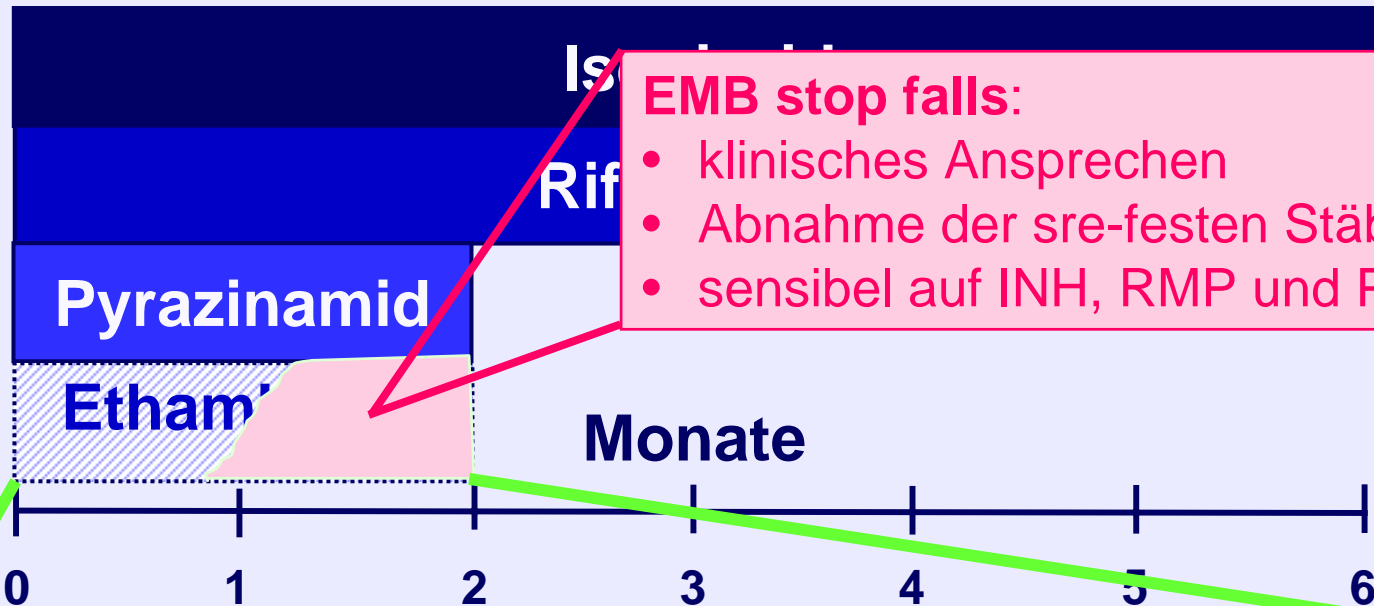 EMB stop falls:
• klinisches Ansprechen
• Abnahme der sre-festen
• sensibel auf INH, RMP und
Pyrazinamid
Monate
0 1 2 3 4 5 6